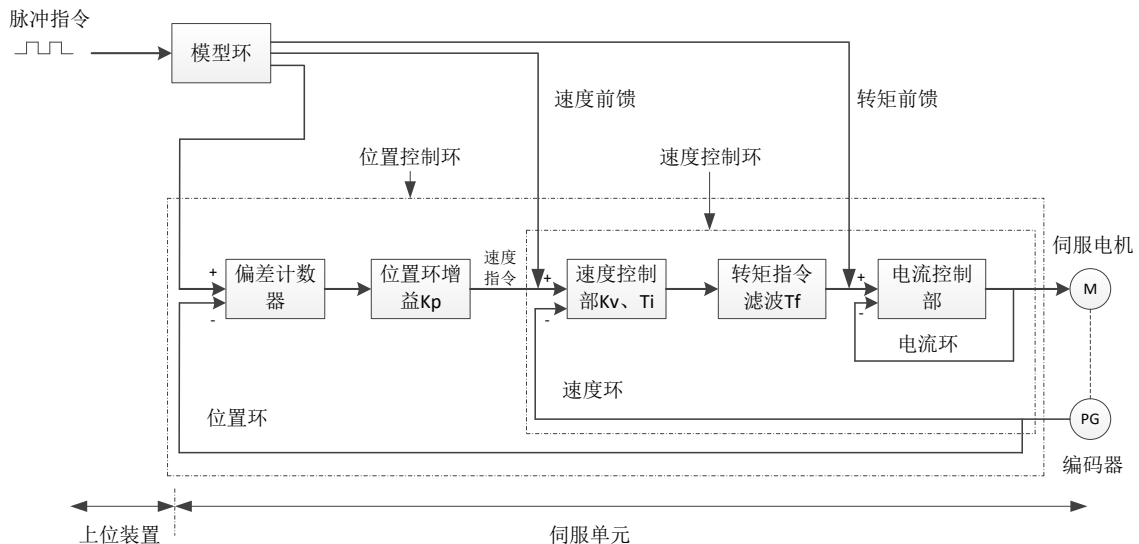 脉冲指令
模型环
速度前馈
转矩前馈
位置控制环
速度控制环
伺服电机
+
-
偏差计数
器
位置环增
益Kp
速度
指令
+
-
速度控制
部Kv、Ti
转矩指令
滤波Tf
+
-
电流控制
部
M
电流环
速度环
位置环
PG
编码器
上位装置
伺服单元